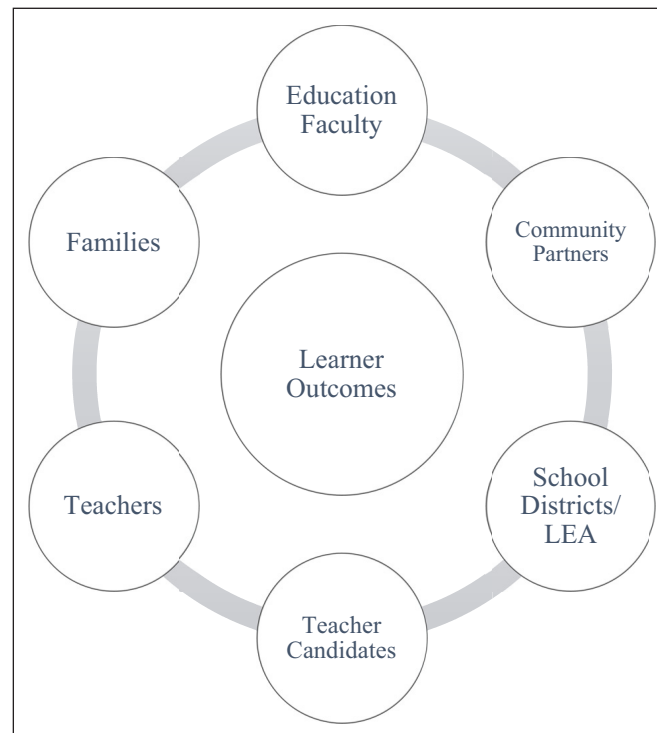 Education
Faculty
Community
Partners
School
Districts/
LEA
Teacher
Candidates
Teachers
Families
Learner
Outcomes